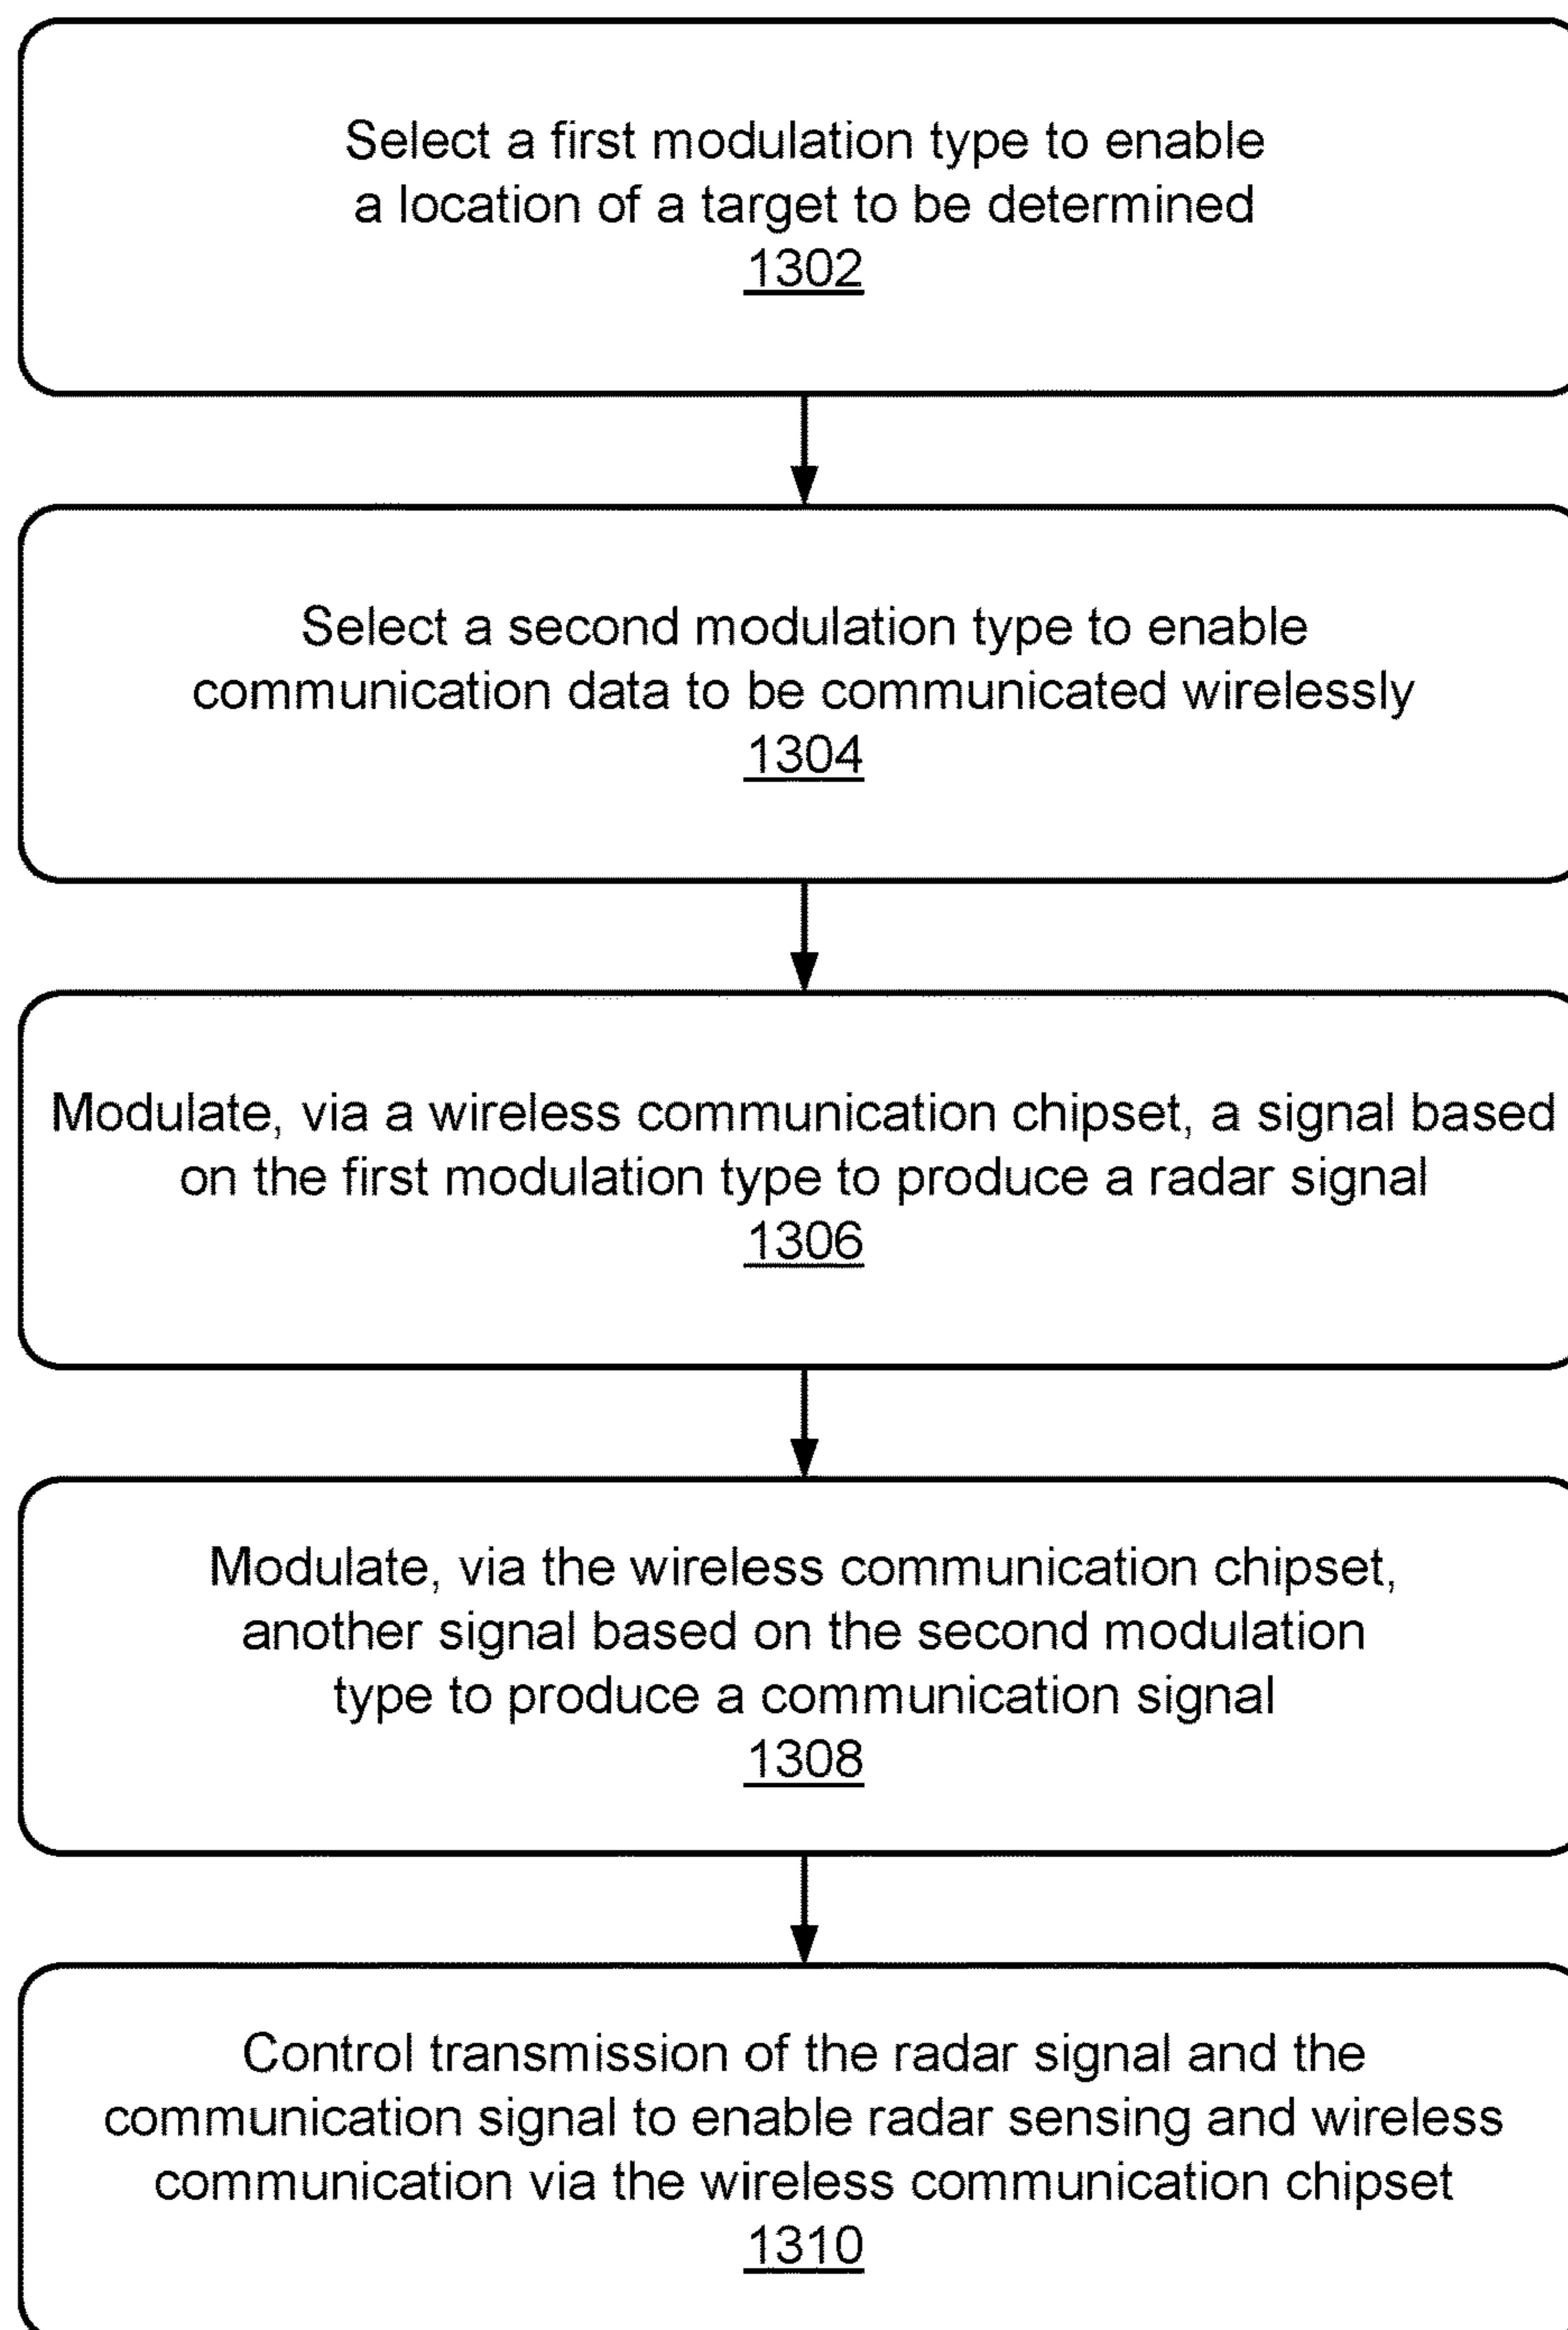 Select a first modulation type to enable
a location of a target to be determined
1302
Select a second modulation type to enable
communication data to be communicated wirelessly
1304
Modulate, via a wireless communication chipset, a signal based
on the first modulation type to produce a radar signal
1306
Modulate, via the wireless communication chipset,
another signal based on the second modulation
type to produce a communication signal
1308
Control transmission of the radar signal and the
communication signal to enable radar sensing and wireless
communication via the wireless communication chipset
1310